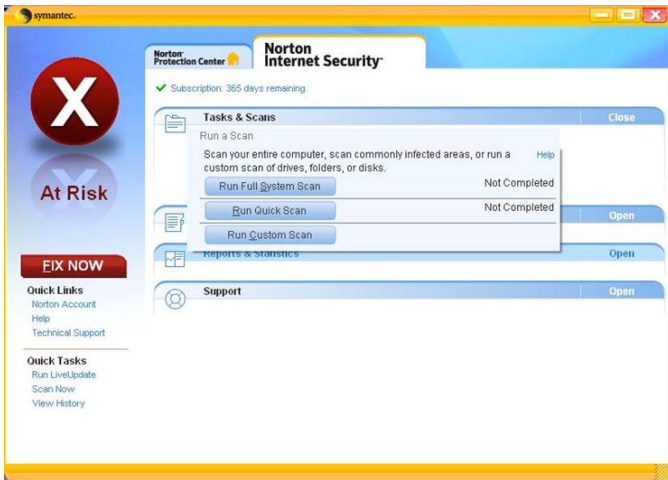 symantec.
Norton
Protection Center
Norton
Internet Security
Subscription: 365 days remaining.
Tasks & Scans
Close
Run a Scan
Scan your entire computer, scan commonly infected areas, or run a
custom scan of drives, folders, or disks.
Help
Run Full System Scan
Not Completed
Run Quick Scan
Not Completed
Run Custom Scan
Open
Reports & Statistics
Open
Support
Open
X
At Risk
FIX NOW
Quick Links
Norton Account
Help
Technical Support
Quick Tasks
Run LiveUpdate
Scan Now
View History